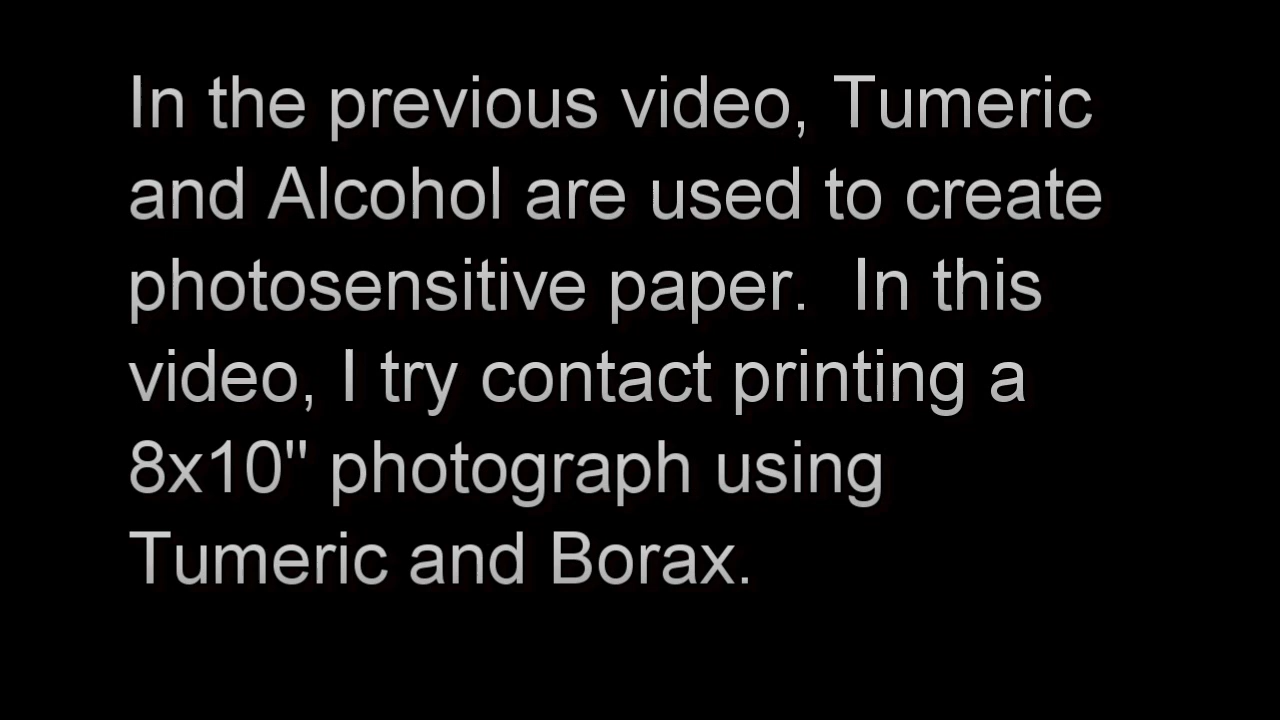 In the previous video, Tumeric
and Alcohol are used to create
photosensitive paper.  In this
video, I try contact printing a
8x10" photograph using
Tumeric and Borax.